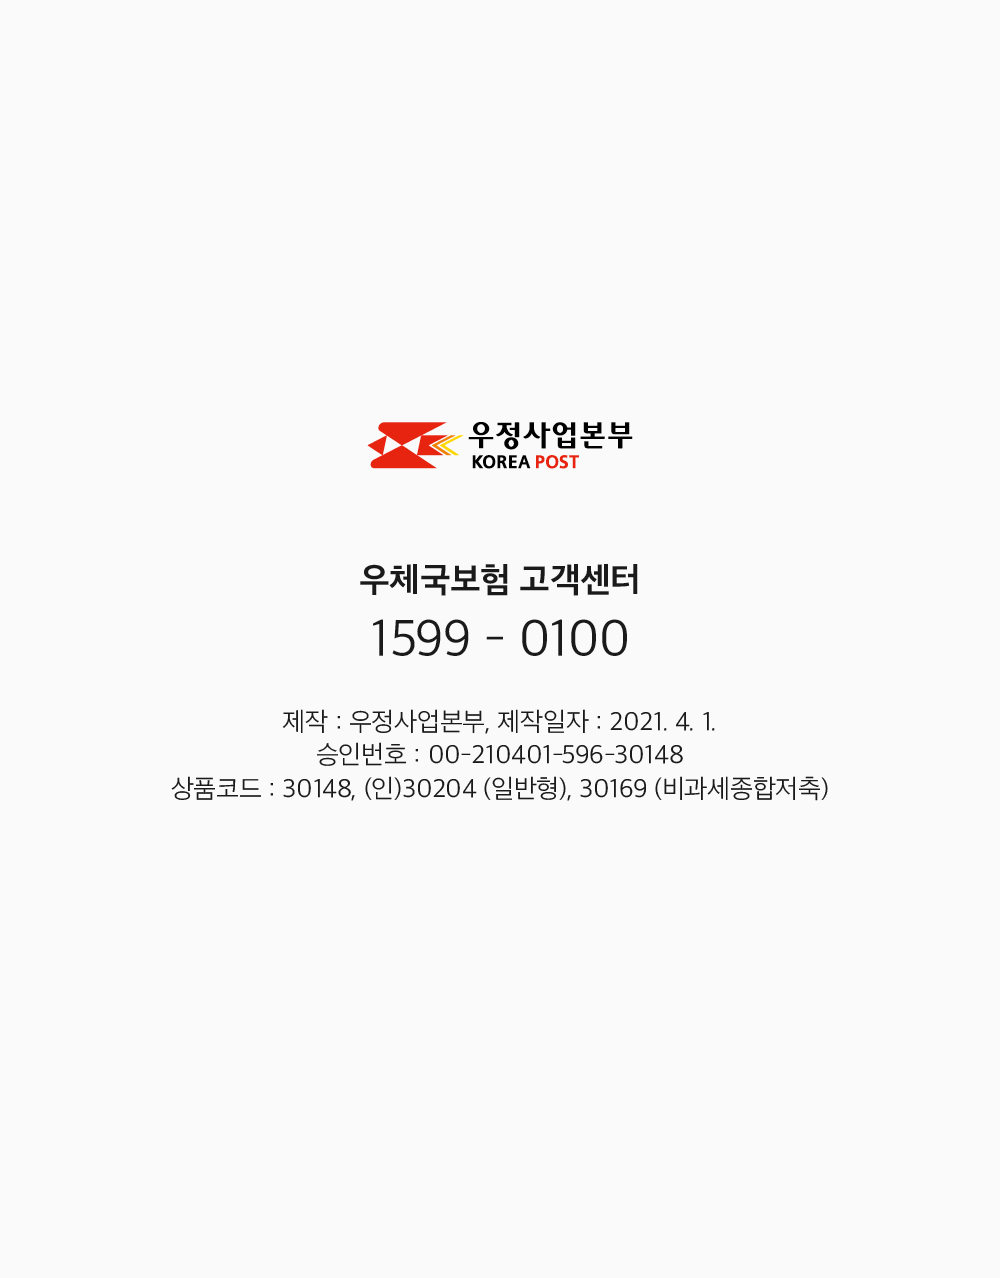 우정사업본부
KOREA POST
우체국보험 고객센터
1599 - 0100
제작 : 우정사업본부, 제작일자 : 2021. 4. 1.
승인번호 : 00-210401-596-30148
상품코드 : 30148, (인)30204 (일반형), 30169 (비과세종합저축)